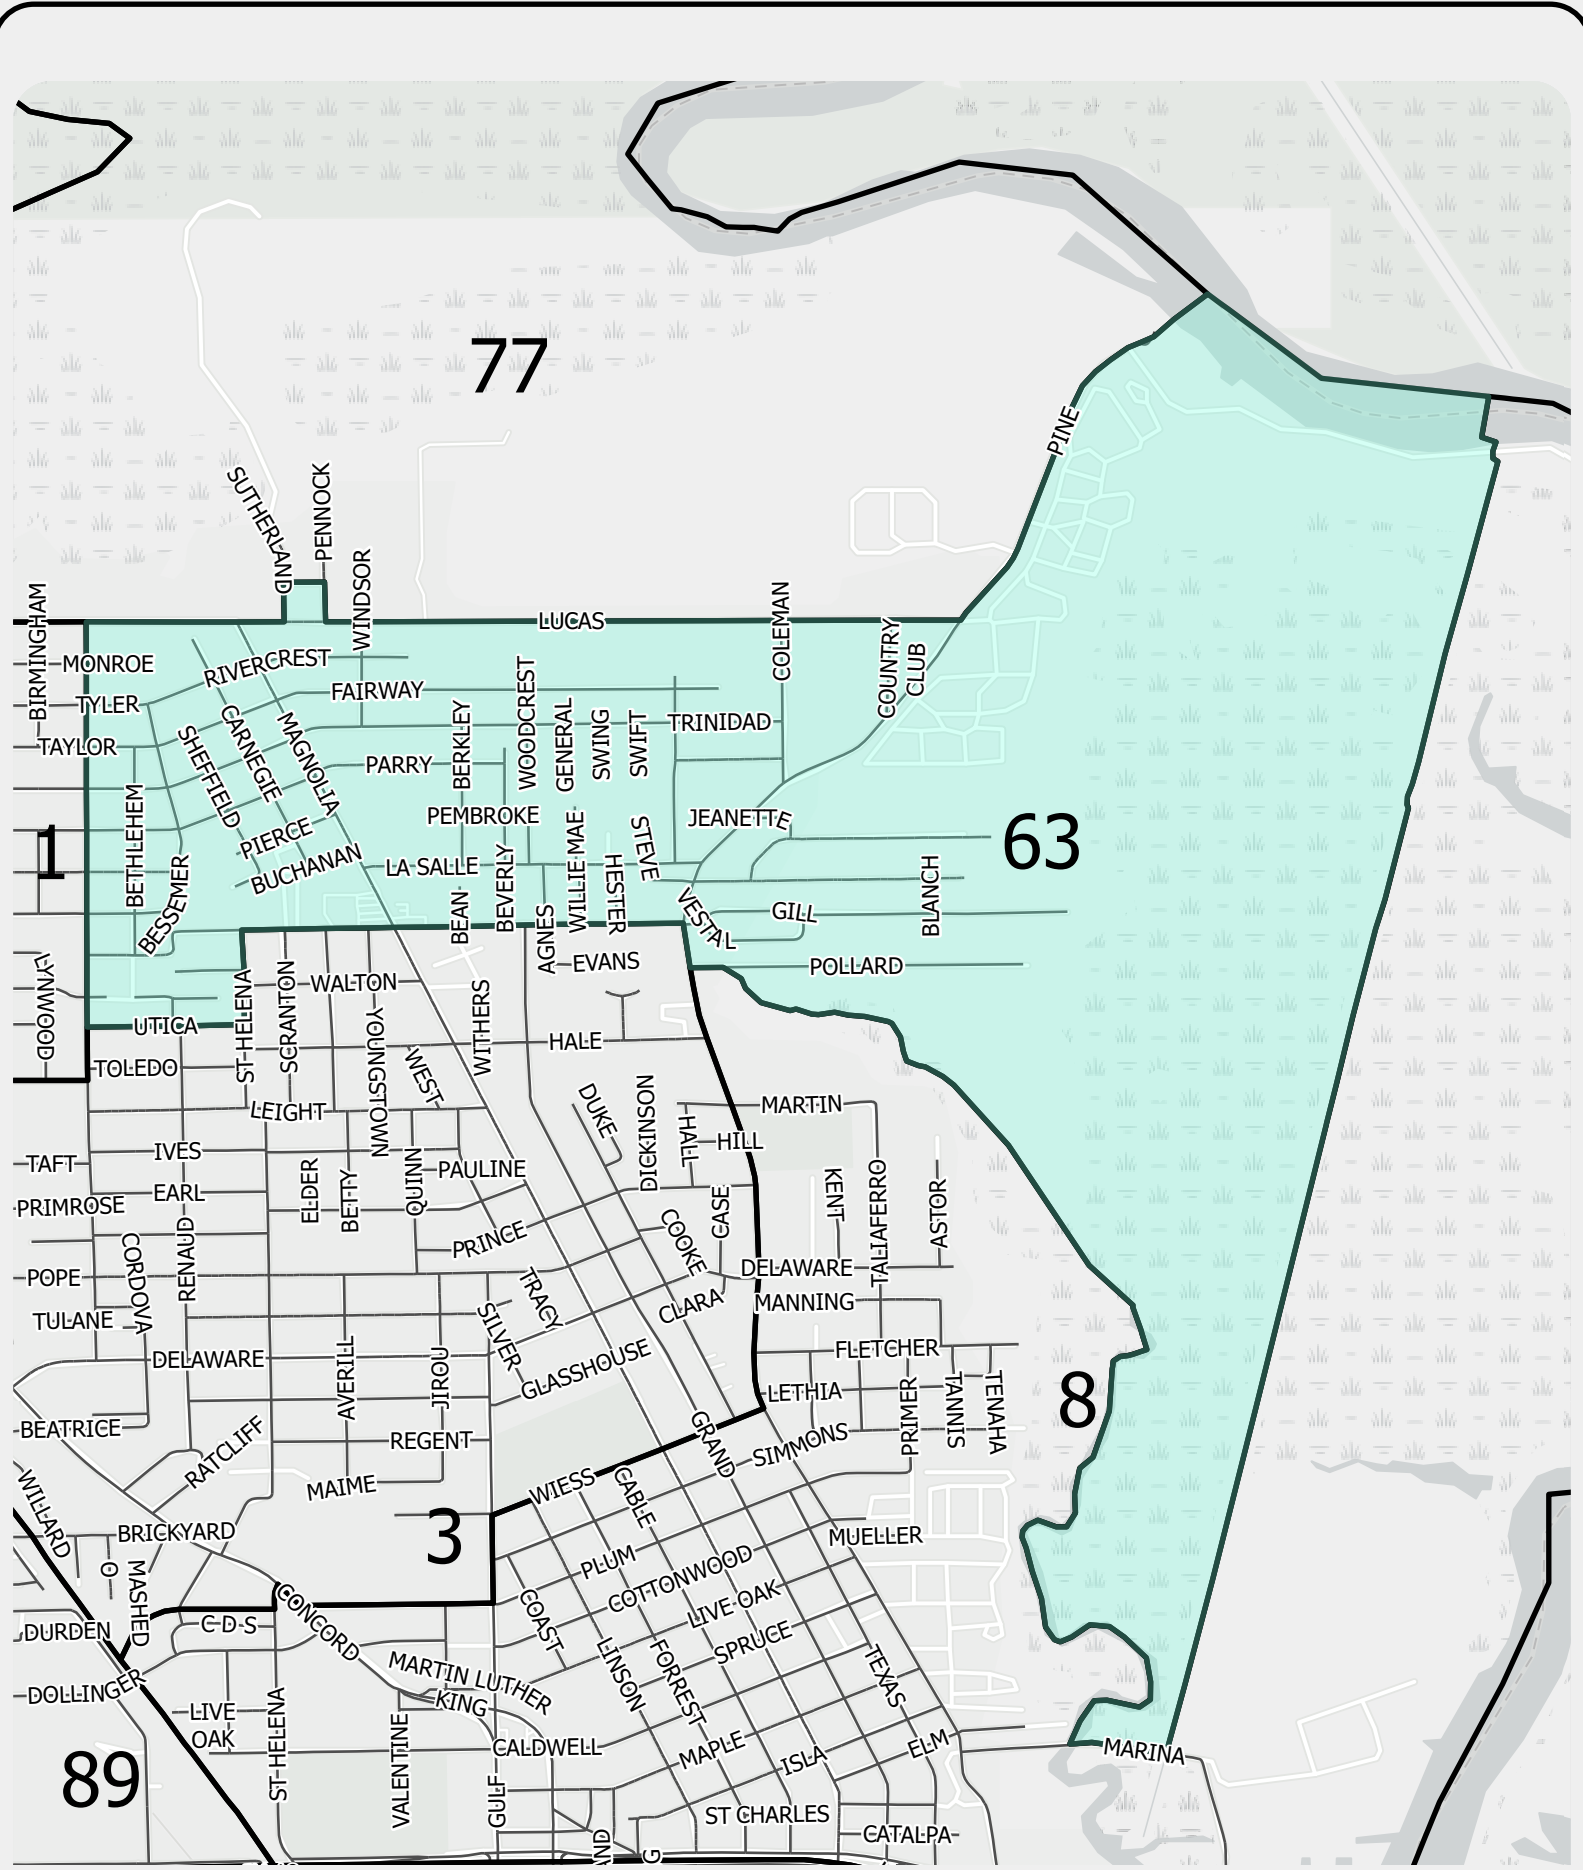 77
PINE
SUTHERLAND
PENNOCK
WINDSOR
BIRMINGHAM
LUCAS
COLEMAN
COUNTRY
CLUB
MONROE
RIVERCREST
TYLER
FAIRWAY
TAYLOR
SHEFFIELD
CARNEGIE
MAGNOLIA
BERKLEY
WOODCREST
GENERAL
SWING
SWIFT
TRINIDAD
PARRY
BETHLEHEM
PEMBROKE
JEANETTE
63
1
PIERCE
BUCHANAN
LA SALLE
BESSEMER
BEAN
BEVERLY
AGNES
WILLIE MAE
HESTER
STEVE
VESTAL
GILL
BLANCH
LYNWOOD
POLLARD
EVANS
WALTON
UTICA
ST HELENA
SCRANTON
YOUNGSTOWN
WEST
WITHERS
HALE
TOLEDO
LEIGHT
DUKE
DICKINSON
HALL
MARTIN
HILL
IVES
TAFT
PAULINE
EARL
PRIMROSE
ELDER
BETTY
QUINN
PRINCE
CASE
KENT
TALIAFERRO
ASTOR
CORDOVA
RENAUD
COOKE
POPE
DELAWARE
TULANE
TRACY
SILVER
CLARA
MANNING
DELAWARE
AVERILL
JIROU
GLASSHOUSE
FLETCHER
LETHIA
8
PRIMER
TANNIS
TENAHA
BEATRICE
RATCLIFF
REGENT
GRAND
SIMMONS
MAIME
WIESS
CABLE
WILLARD
BRICKYARD
3
MUELLER
O
MASHED
PLUM
COTTONWOOD
LIVE OAK
SPRUCE
COAST
CONCORD
C D S
DURDEN
MARTIN LUTHER
KING
LINSON
FORREST
TEXAS
DOLLINGER
LIVE
OAK
ST HELENA
VALENTINE
CALDWELL
MAPLE
ISLA
ELM
MARINA
89
GULF
ST CHARLES
CATALPA